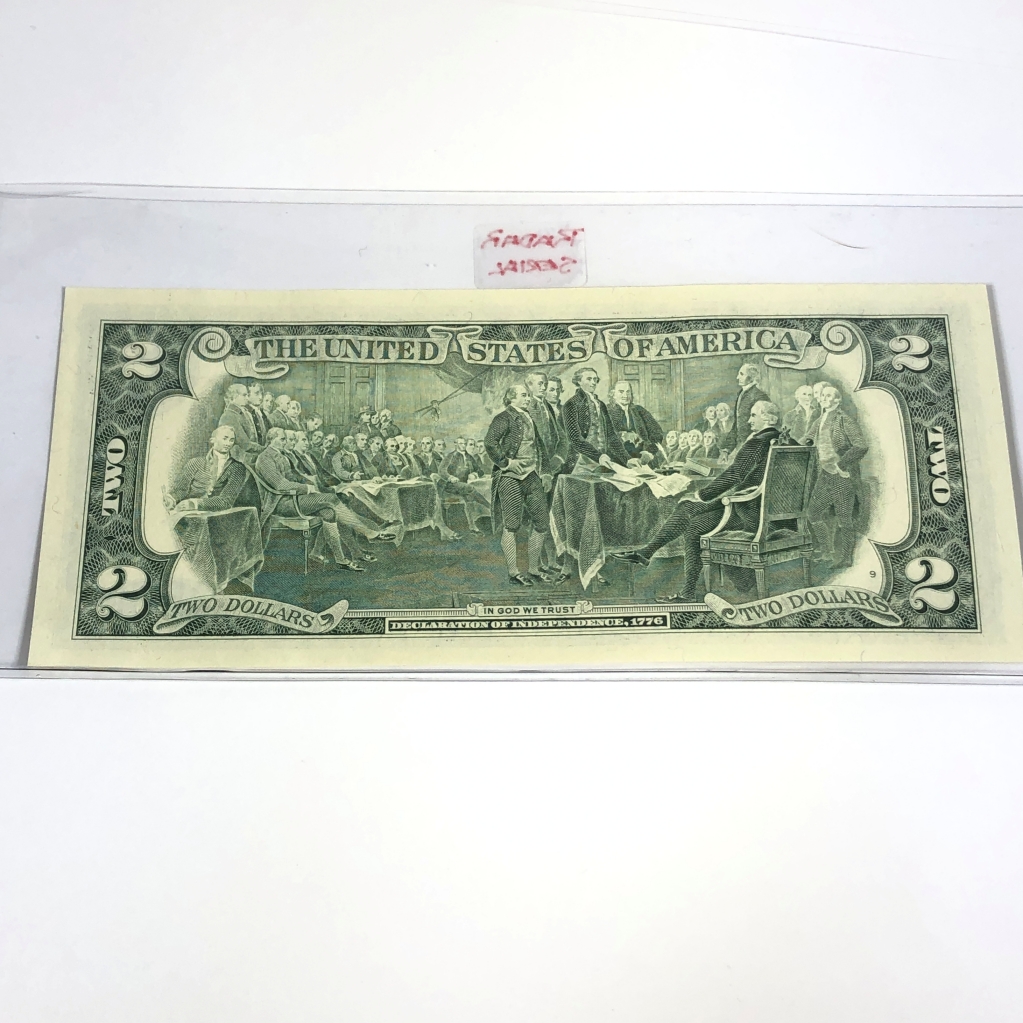 RADAR
SERIAL
2 THE UNITED STATES OF AMERICA 2
TWO TWO
2 2
9
TWO DOLLARS IN GOD WE TRUST TWO DOLLARS
DECLARATION OF INDEPENDENCE, 1776